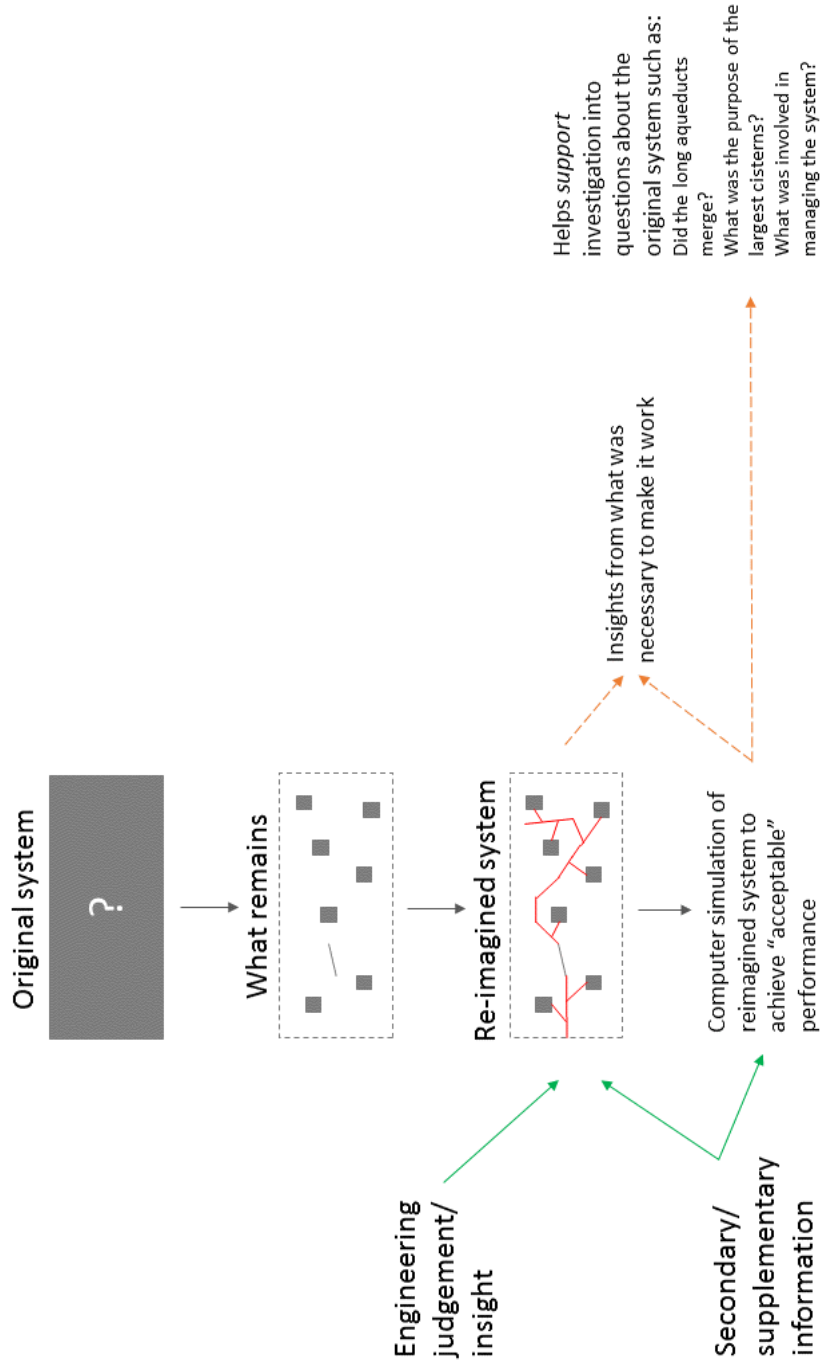 Original system
?
What remains
Engineering
judgement/
insight
Re-imagined system
Insights from what was
necessary to make it work
Secondary/
supplementary
information
Computer simulation of
reimagined system to
achieve “acceptable”
performance
Helps support
investigation into
questions about the
original system such as:
Did the long aqueducts
merge?
What was the purpose of the
largest cisterns?
What was involved in
managing the system?